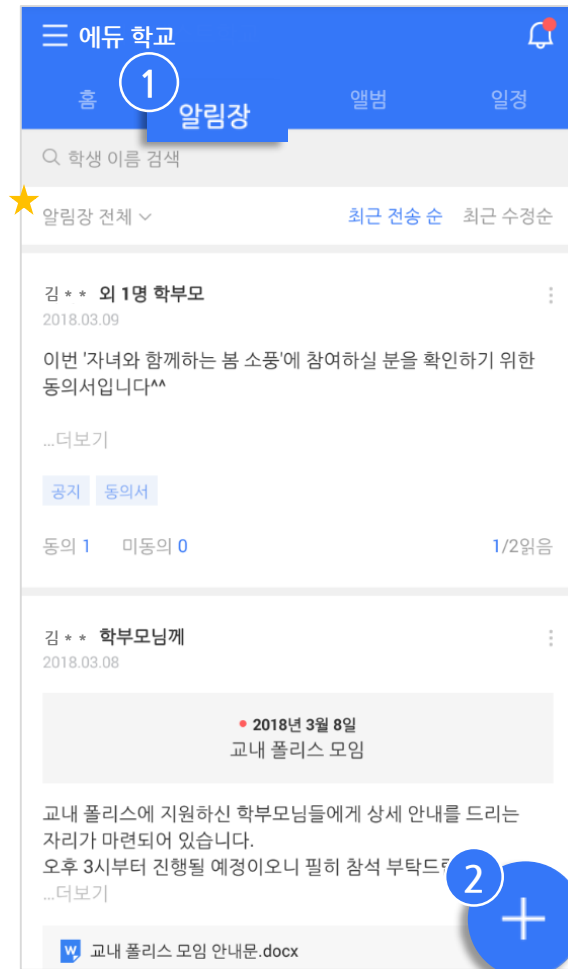 에듀 학교
홈
1
알림장
앨범
일정
학생 이름 검색
알림장 전체
최근 전송 순 최근 수정순
김 * * 외 1명 학부모
2018.03.09
이번 '자녀와 함께하는 봄 소풍'에 참여하실 분을 확인하기 위한
동의서입니다^^
...더보기
공지 동의서
동의 1 미동의 0 1/2읽음
김 * * 학부모님께
2018.03.08
2018년 3월 8일
교내 폴리스 모임
교내 폴리스에 지원하신 학부모님들에게 상세 안내를 드리는
자리가 마련되어 있습니다.
오후 3시부터 진행될 예정이오니 필히 참석
...더보기
2
W 교내 폴리스 모임 안내문.docx